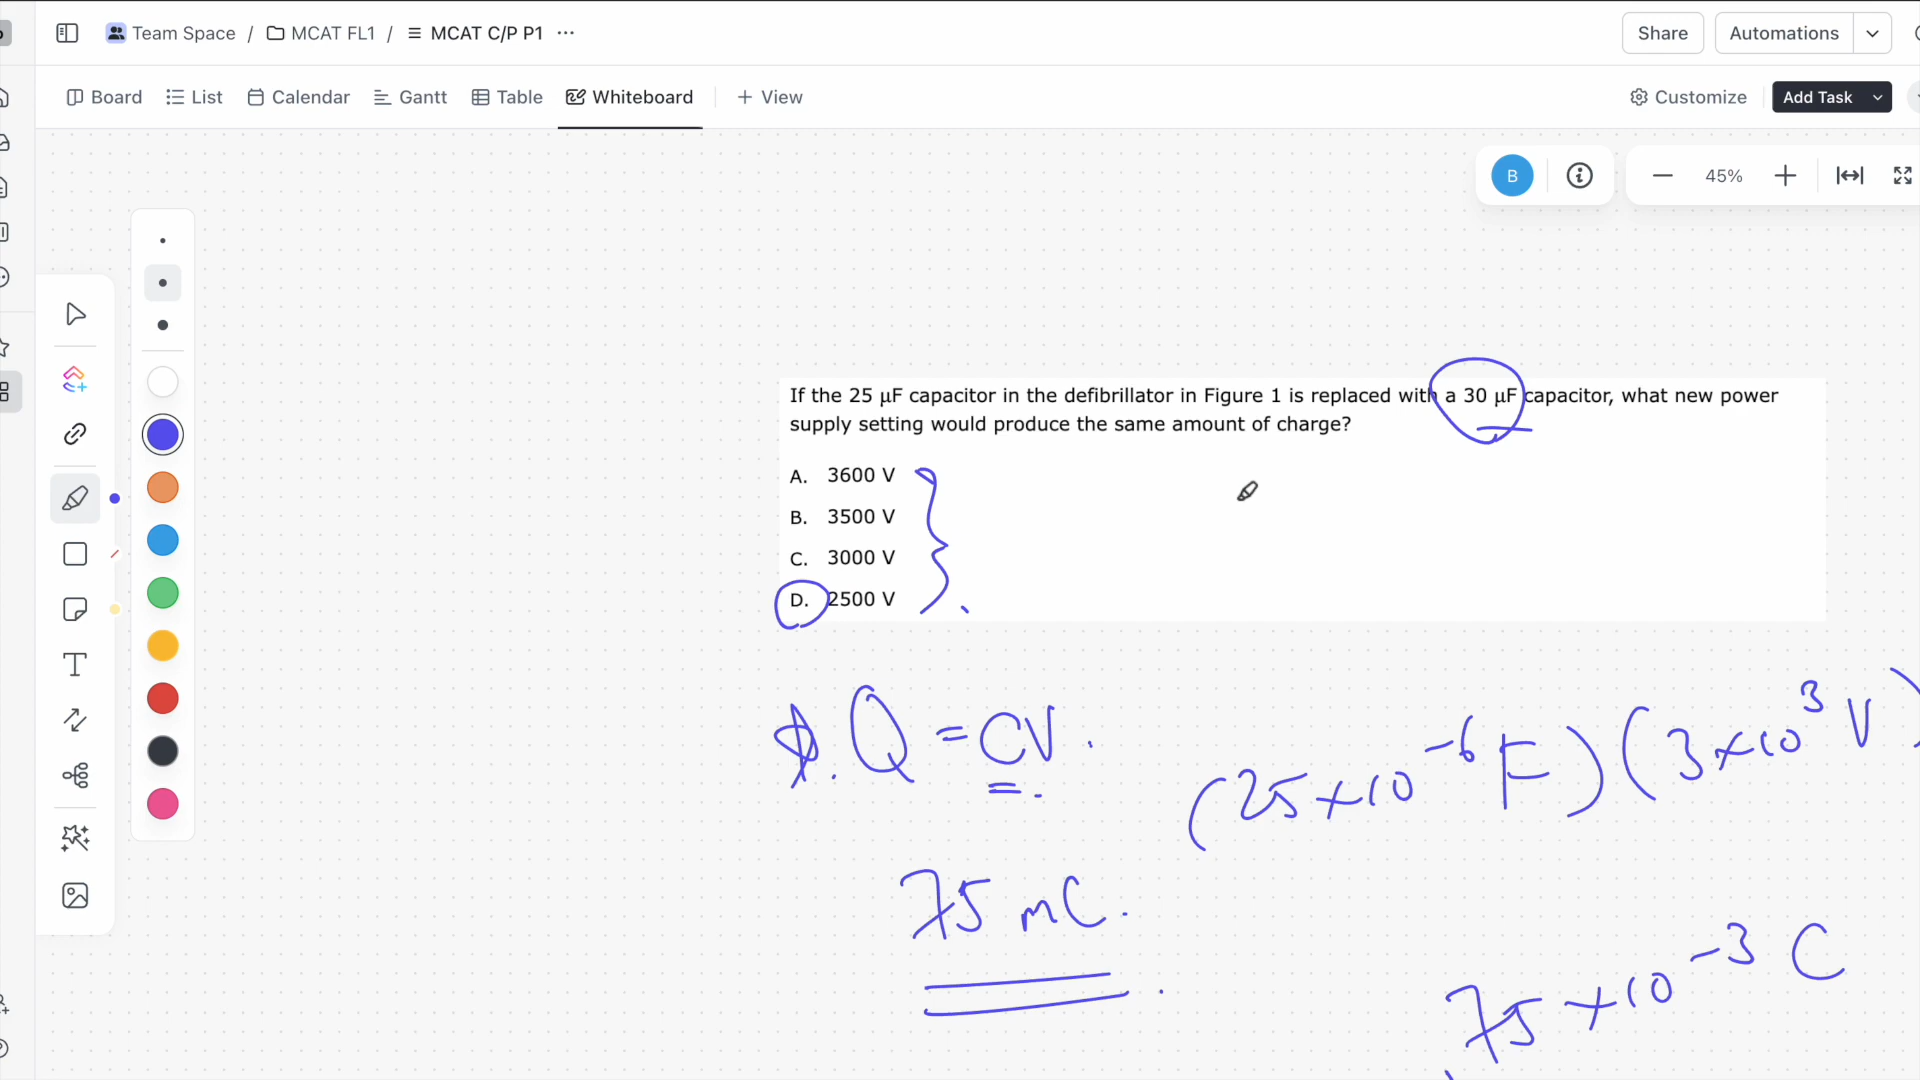 Team Space / MCAT FL1 / MCAT C/P P1 ...
Share Automations
Board List Calendar Gantt Table Whiteboard + View
Customize Add Task
B 45%
If the 25 µF capacitor in the defibrillator in Figure 1 is replaced with a 30 µF capacitor, what new power
supply setting would produce the same amount of charge?
A. 3600 V
B. 3500 V
C. 3000 V
D. 2500 V
Q = CV.
(25×10⁻⁶ F)(3×10³ V)
75 mC.
75×10⁻³ C